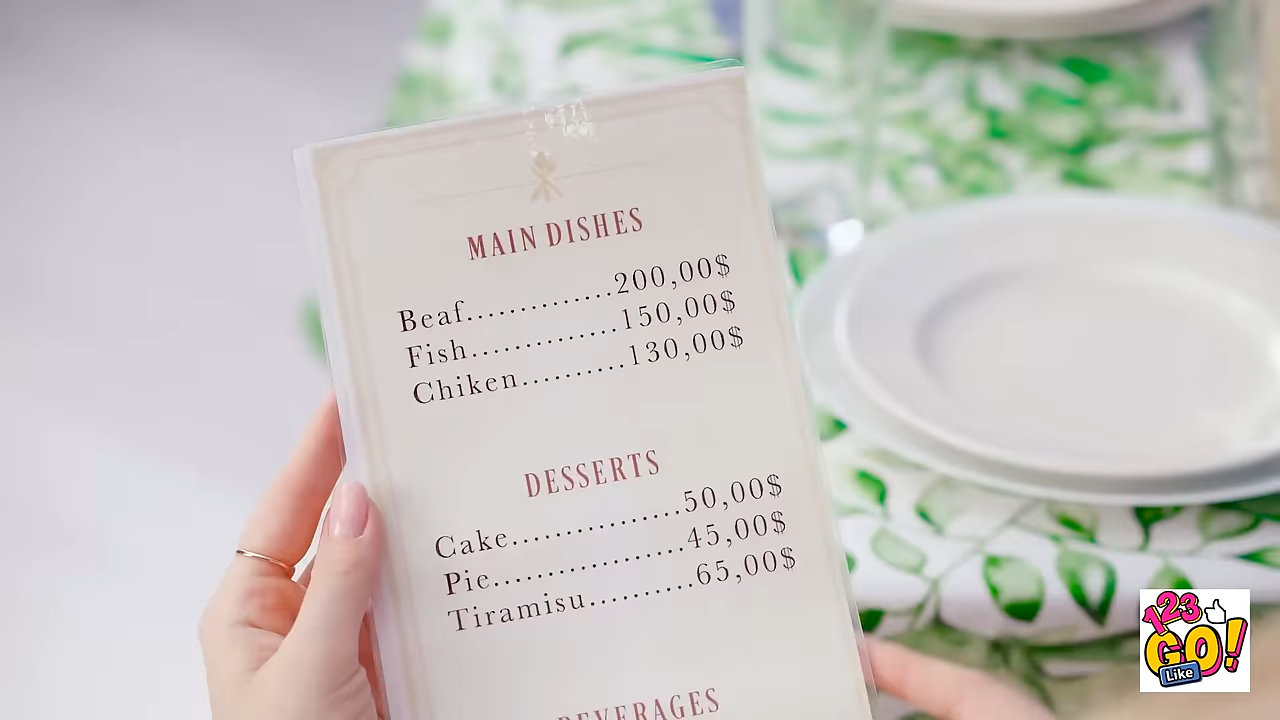 MAIN DISHES
Beaf..............200,00$
Fish................150,00$
Chiken..........130,00$
DESSERTS
Cake..................50,00$
Pie....................45,00$
Tiramisu..........65,00$
BEVERAGES
123
GO!
Like